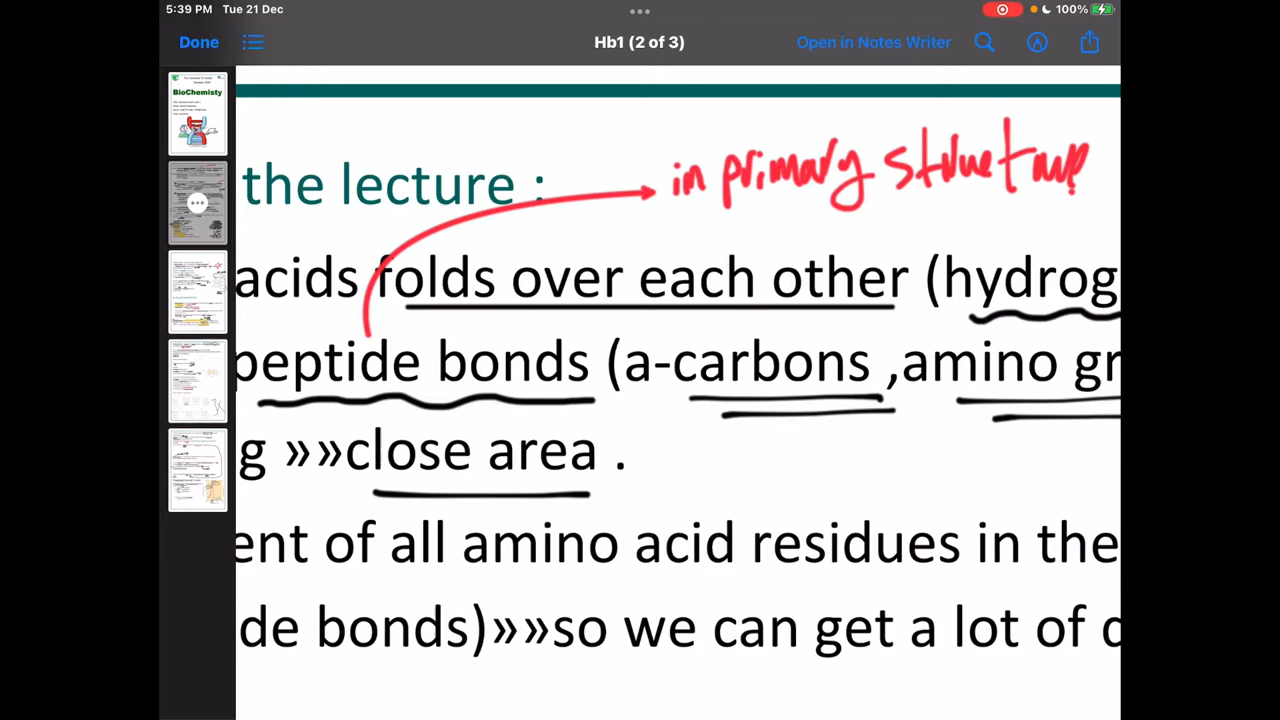 5:39 PM Tue 21 Dec
100%
Done
Hb1 (2 of 3)
Open in Notes Writer
BioChemisty
the lecture :
in primary structure
acids folds over each other (hydrog
peptide bonds (a-carbons ,amino gr
g »»close area .
ent of all amino acid residues in the
de bonds)»»so we can get a lot of